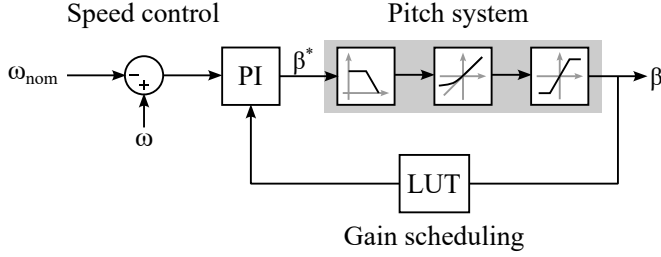 Speed control
Pitch system
ω_nom
-
+
ω
PI
β*
β
LUT
Gain scheduling